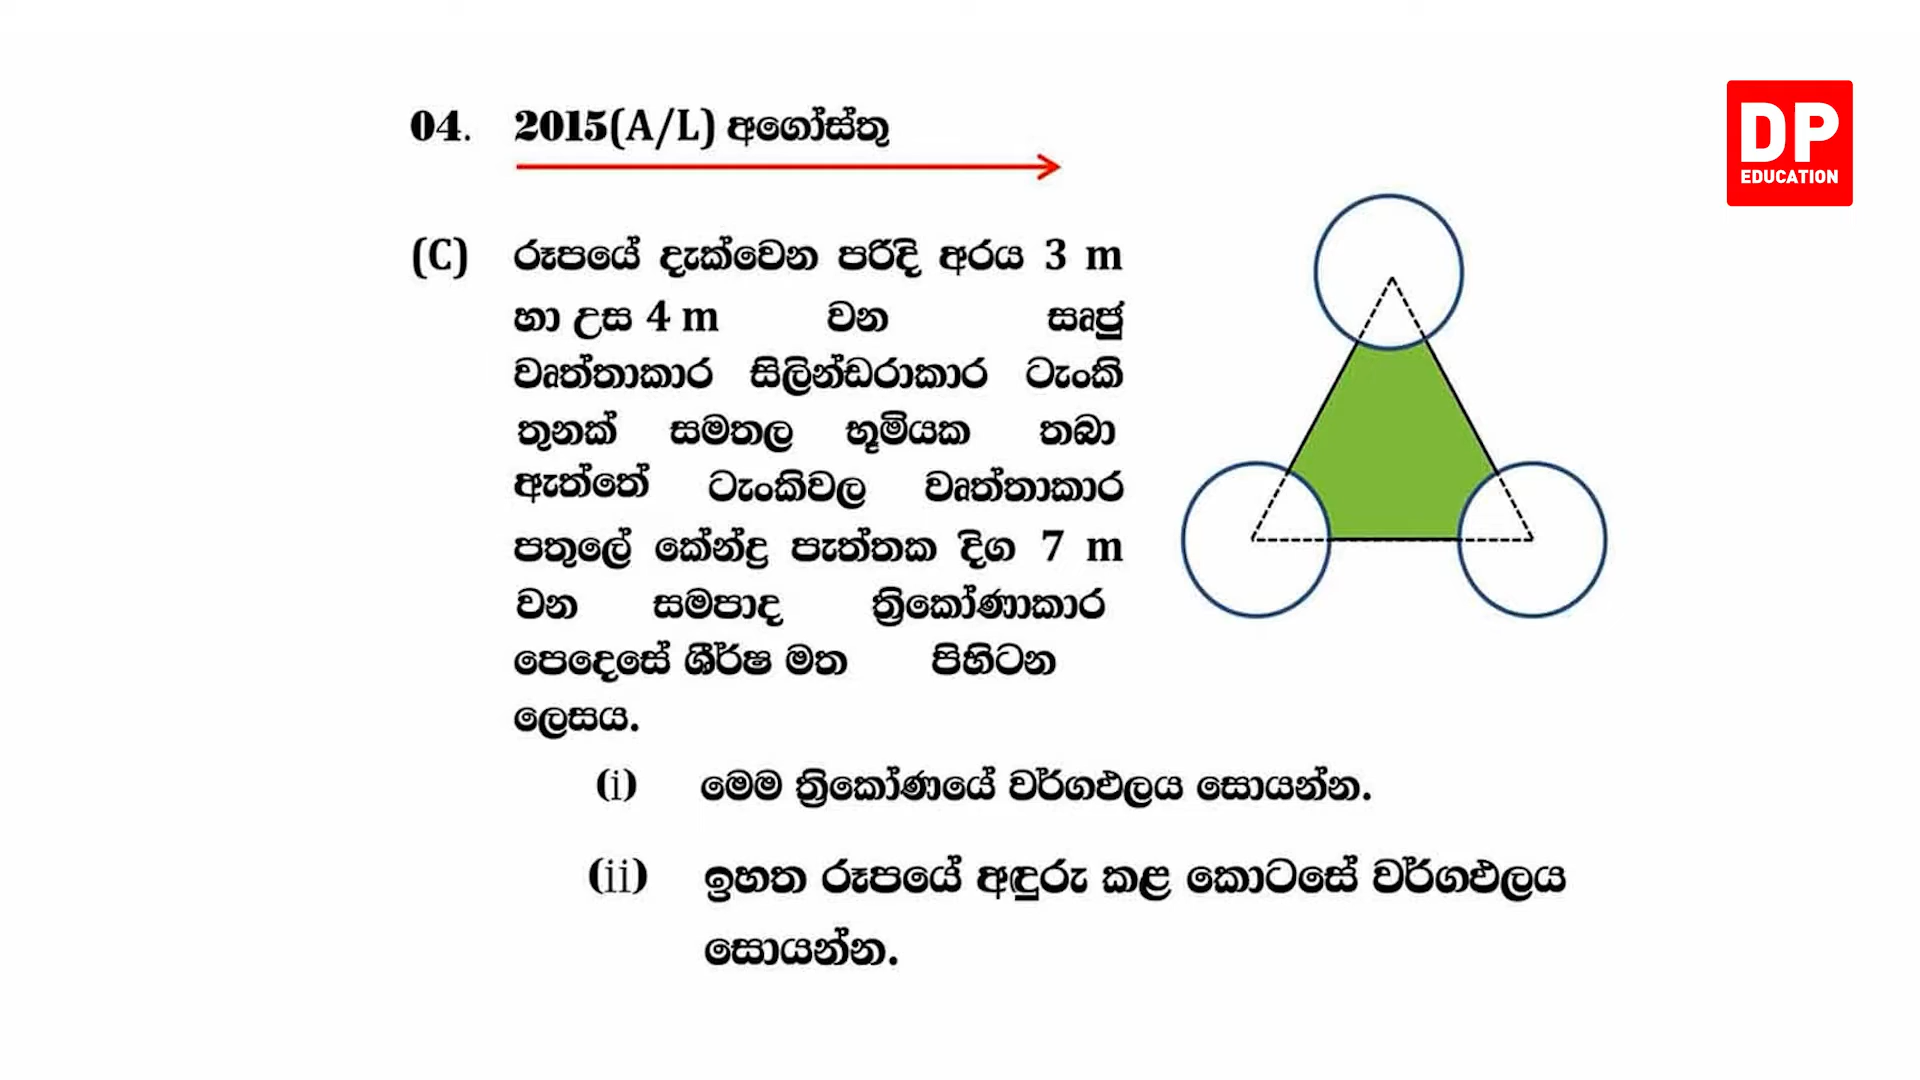 04. 2015(A/L) අගෝස්තු
DP
EDUCATION
(C) රූපයේ දැක්වෙන පරිදි අරය 3 m
හා උස 4 m වන සෘජු
වෘත්තාකාර සිලින්ඩරාකාර ටැංකි
තුනක් සමතල භූමියක තබා
ඇත්තේ ටැංකිවල වෘත්තාකාර
පතුලේ කේන්ද්‍ර පැත්තක දිග 7 m
වන සමපාද ත්‍රිකෝණාකාර
පෙදෙසේ ශීර්ෂ මත පිහිටන
ලෙසය.
(i) මෙම ත්‍රිකෝණයේ වර්ගඵලය සොයන්න.
(ii) ඉහත රූපයේ අඳුරු කළ කොටසේ වර්ගඵලය
සොයන්න.